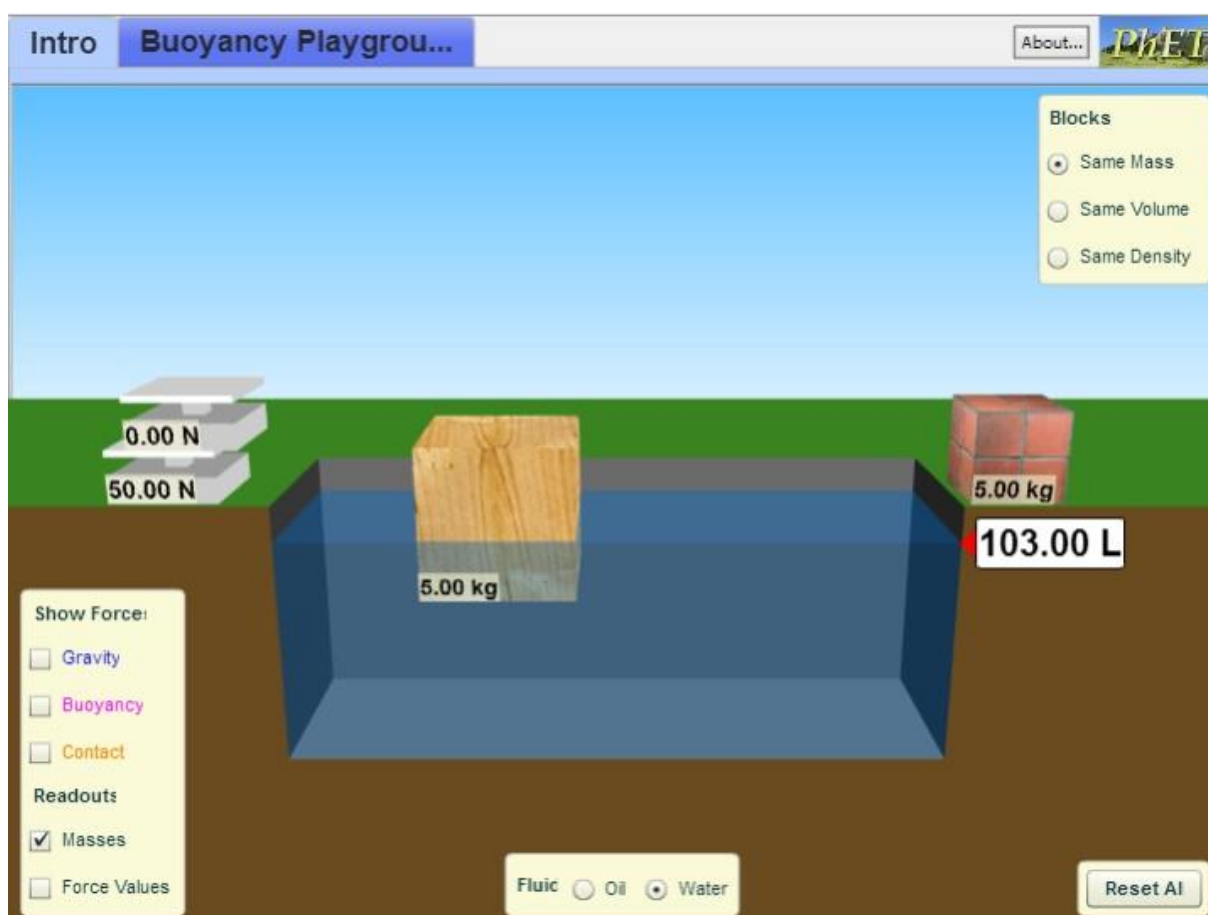 Intro
Buoyancy Playgrou...
About...
PhET
Blocks
Same Mass
Same Volume
Same Density
0.00 N
50.00 N
5.00 kg
5.00 kg
103.00 L
Show Force:
Gravity
Buoyancy
Contact
Readouts
Masses
Force Values
Fluic
Oil
Water
Reset Al